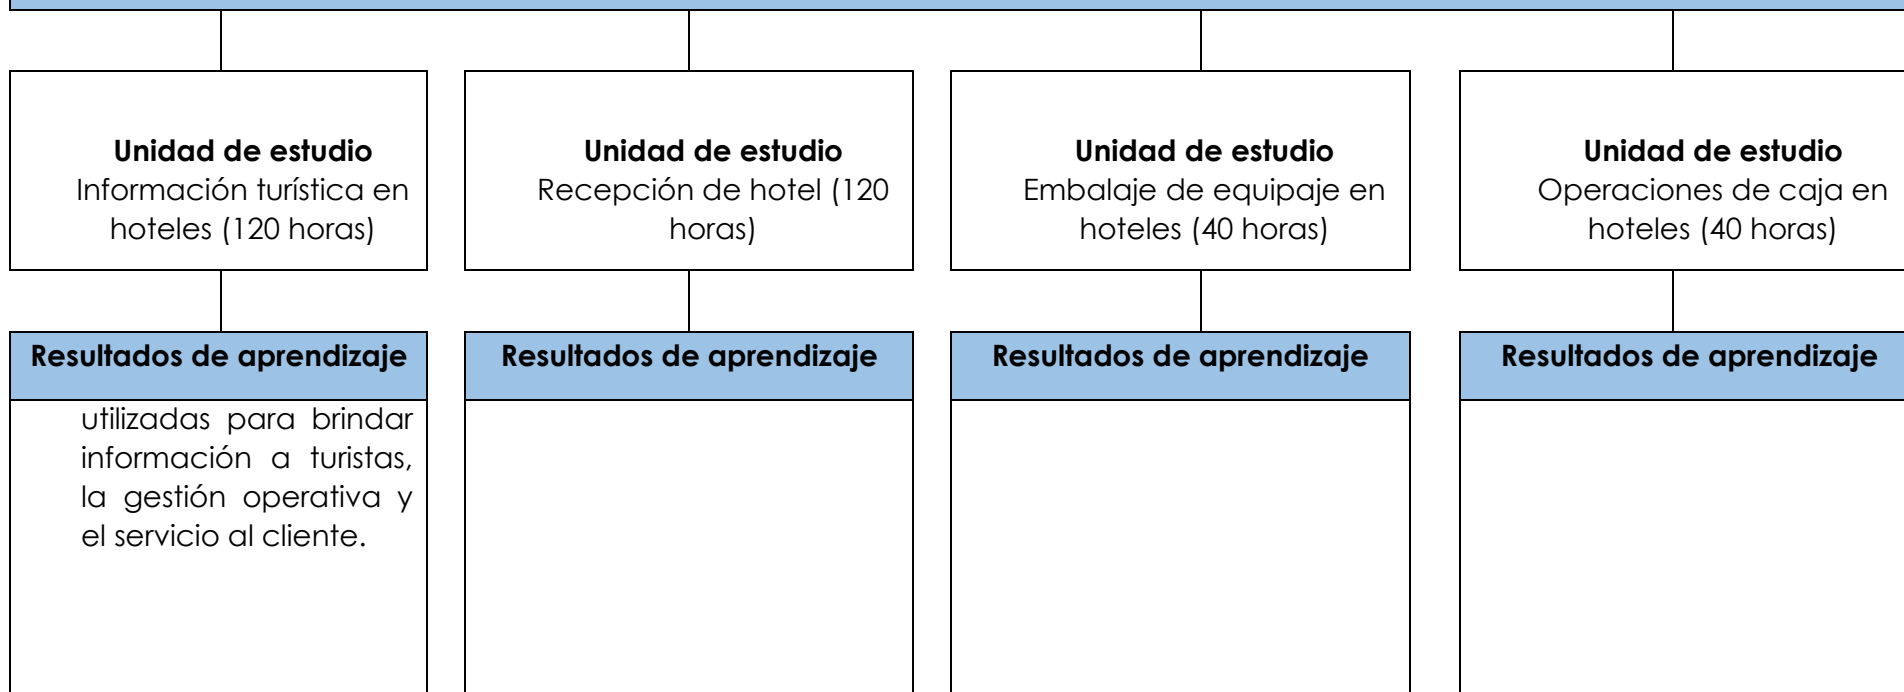 Unidad de estudio
Información turística en
hoteles (120 horas)
Unidad de estudio
Recepción de hotel (120
horas)
Unidad de estudio
Embalaje de equipaje en
hoteles (40 horas)
Unidad de estudio
Operaciones de caja en
hoteles (40 horas)
Resultados de aprendizaje
utilizadas para brindar
información a turistas,
la gestión operativa y
el servicio al cliente.
Resultados de aprendizaje
Resultados de aprendizaje
Resultados de aprendizaje